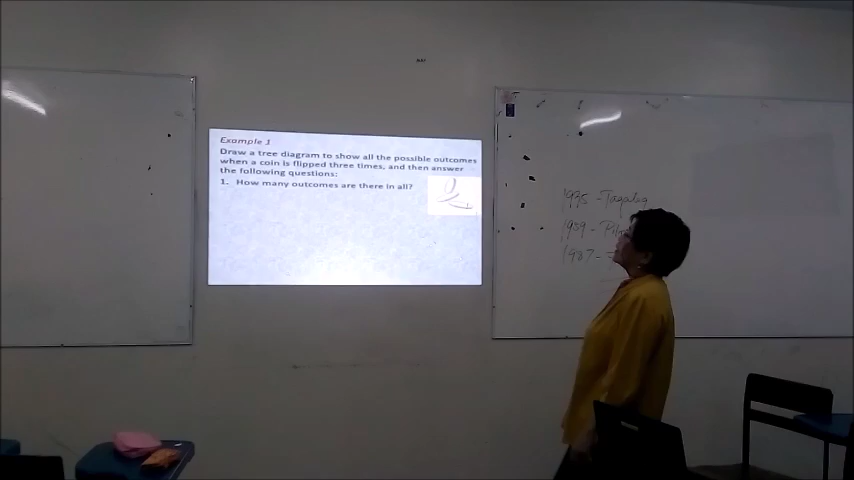 Example 1
Draw a tree diagram to show all the possible outcomes
when a coin is flipped three times, and then answer
the following questions:
1. How many outcomes are there in all?
1935 - Tagalog
1959 -
1987 -